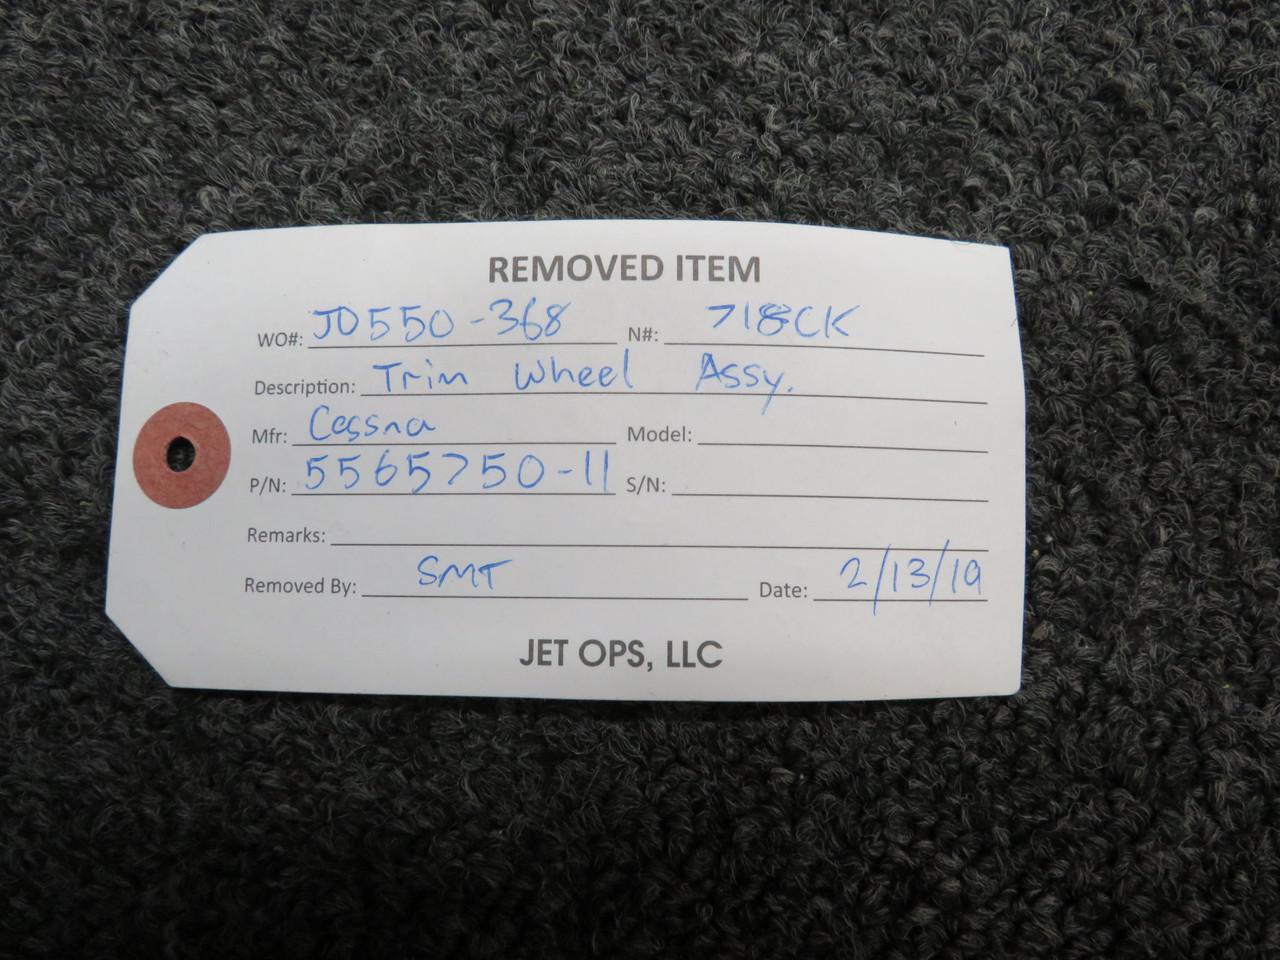 REMOVED ITEM
WO#: JO550-368 N#: 718CK
Description: Trim Wheel Assy.
Mfr: Cessna Model:
P/N: 5565750-11 S/N:
Remarks:
Removed By: SMT Date: 2/13/19
JET OPS, LLC